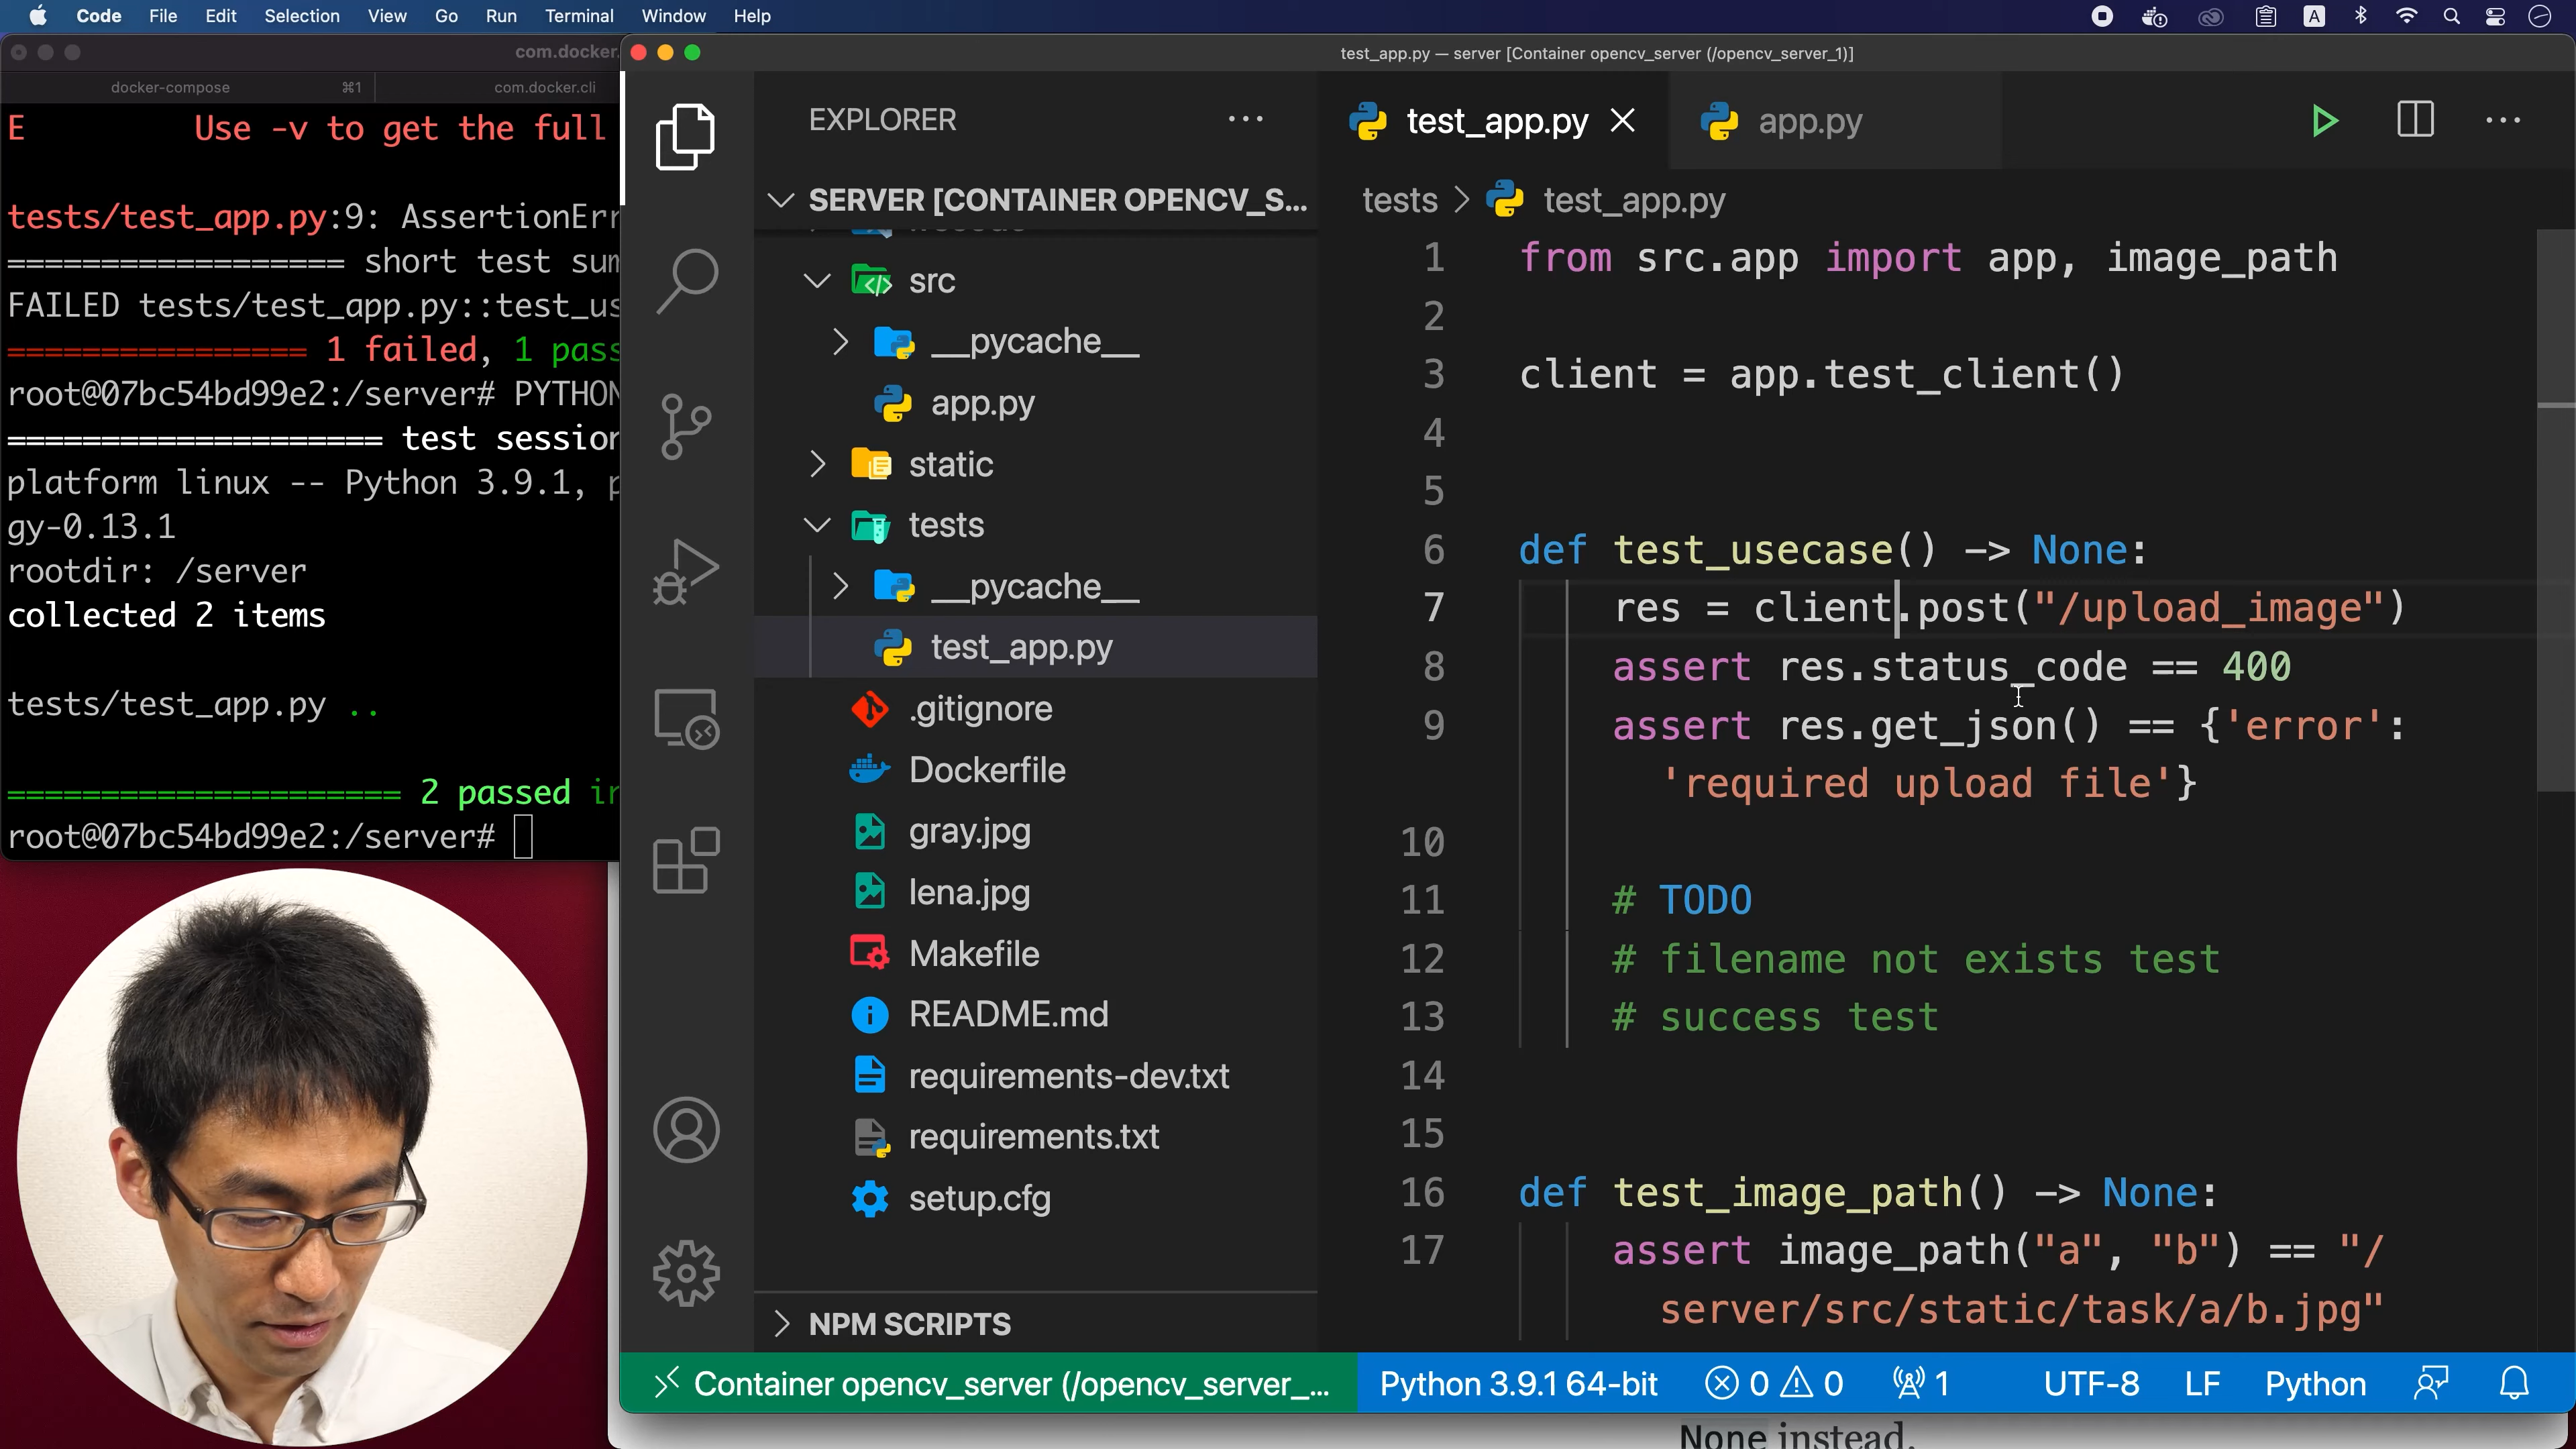 Code File Edit Selection View Go Run Terminal Window Help
A
com.docker.
docker-compose ⌘1 com.docker.cli
E Use -v to get the full
tests/test_app.py:9: AssertionErr
================== short test sum
FAILED tests/test_app.py::test_us
================ 1 failed, 1 pass
root@07bc54bd99e2:/server# PYTHON
==================== test session
platform linux -- Python 3.9.1, p
gy-0.13.1
rootdir: /server
collected 2 items
tests/test_app.py ..
===================== 2 passed in
root@07bc54bd99e2:/server#
test_app.py — server [Container opencv_server (/opencv_server_1)]
EXPLORER ···
SERVER [CONTAINER OPENCV_S...
src
__pycache__
app.py
static
tests
__pycache__
test_app.py
.gitignore
Dockerfile
gray.jpg
lena.jpg
Makefile
README.md
requirements-dev.txt
requirements.txt
setup.cfg
NPM SCRIPTS
test_app.py app.py
tests > test_app.py
1 from src.app import app, image_path
2
3 client = app.test_client()
4
5
6 def test_usecase() -> None:
7 res = client.post("/upload_image")
8 assert res.status_code == 400
9 assert res.get_json() == {'error':
'required upload file'}
10
11 # TODO
12 # filename not exists test
13 # success test
14
15
16 def test_image_path() -> None:
17 assert image_path("a", "b") == "/
server/src/static/task/a/b.jpg"
Container opencv_server (/opencv_server_... Python 3.9.1 64-bit 0 0 1 UTF-8 LF Python
None instead.